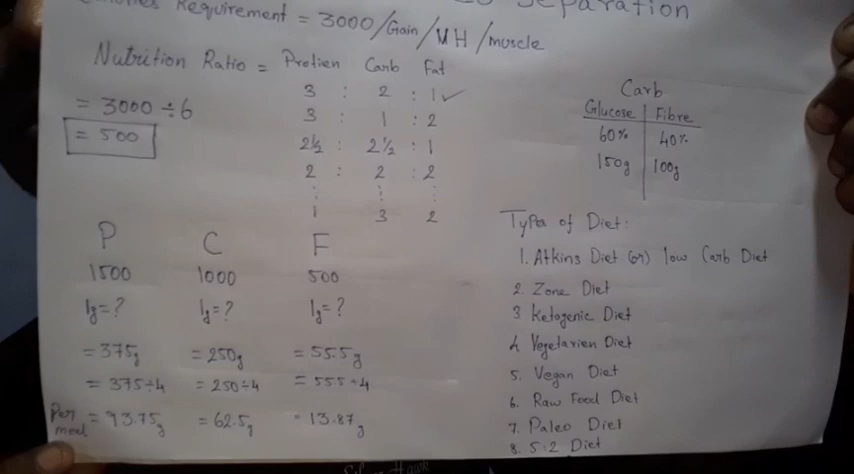 Requirement = 3000/Gain/MH/muscle
Separation
Nutrition Ratio = Protien Carb Fat
3 : 2 : 1 ✓
3 : 1 : 2
2½ : 2½ : 1
2 : 2 : 2
⋮ ⋮ ⋮
1 3 2
= 3000 ÷ 6
= 500
Carb
Glucose | Fibre
60% | 40%
150g | 100g
P C F
1500 1000 500
1g=? 1g=? 1g=?
= 375g = 250g = 55.5g
= 375÷4 = 250÷4 = 55.5÷4
Per meal = 93.75g = 62.5g = 13.87g
Types of Diet:
1. Atkins Diet (or) low Carb Diet
2. Zone Diet
3 Ketogenic Diet
4 Vegetarien Diet
5. Vegan Diet
6. Raw Food Diet
7. Paleo Diet
8. 5:2 Diet